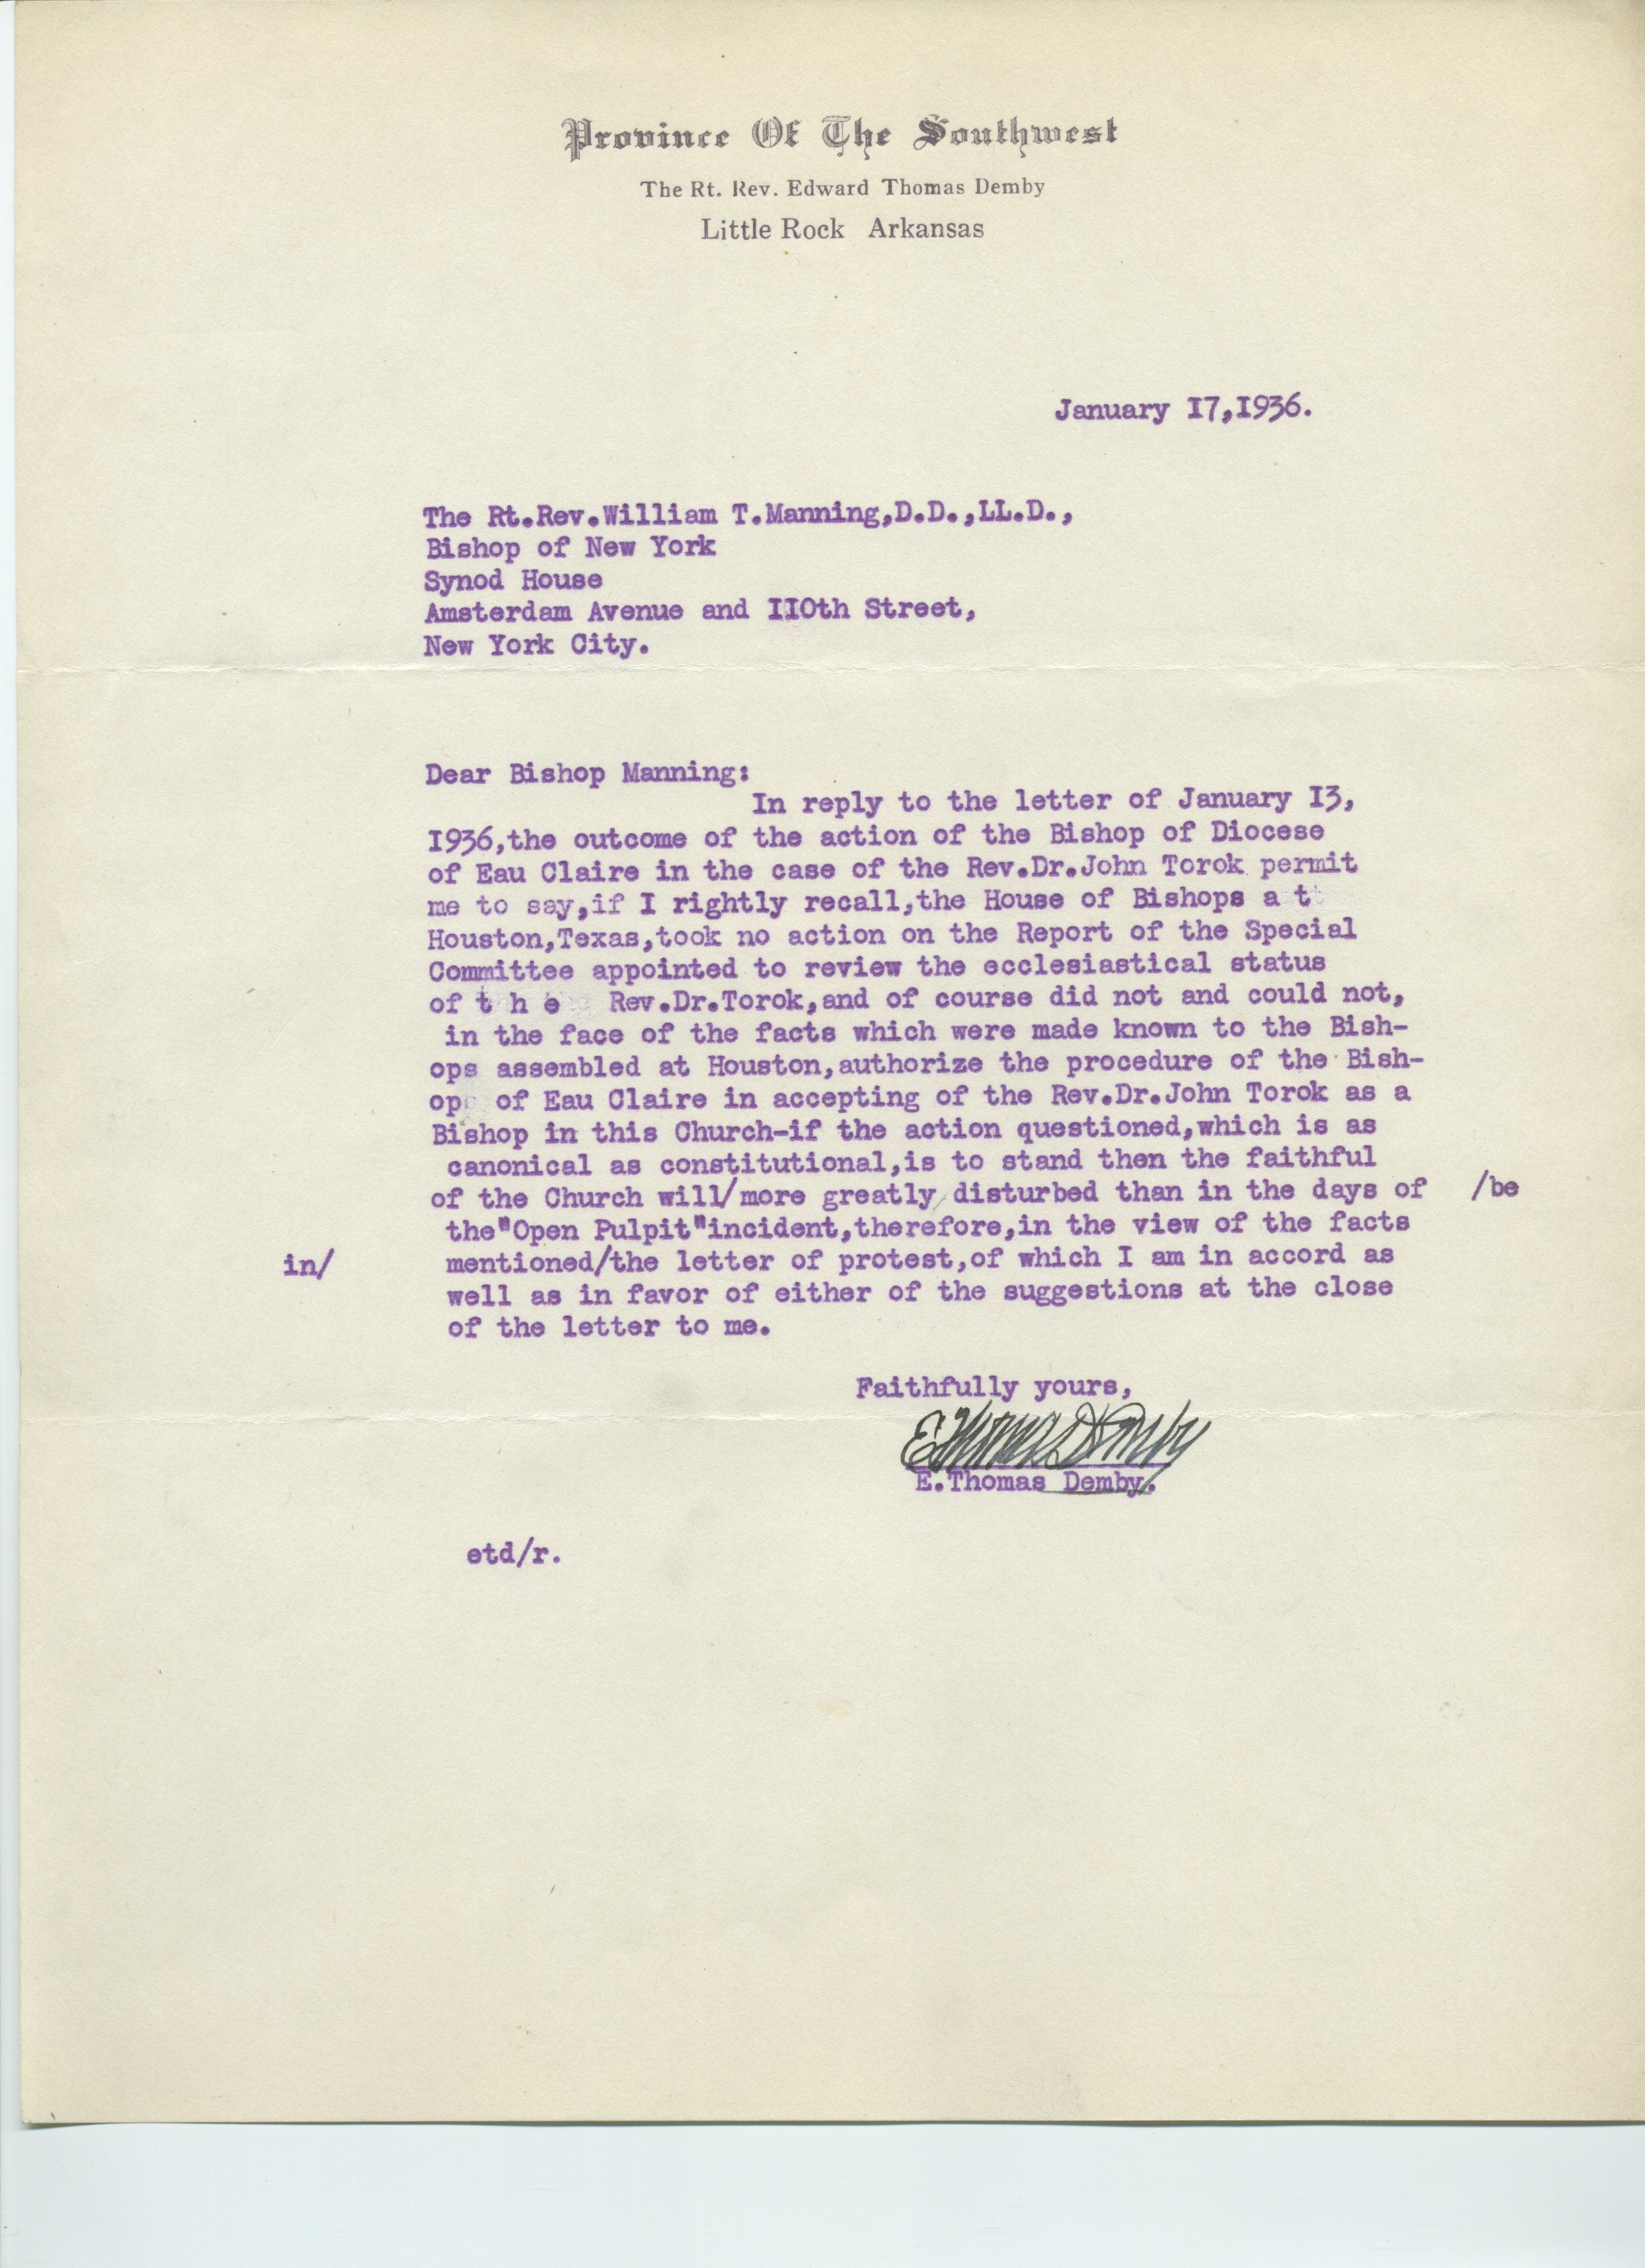 Province Of The Southwest
The Rt. Rev. Edward Thomas Demby
Little Rock Arkansas
January I7,I936.
The Rt.Rev.William T.Manning,D.D.,LL.D.,
Bishop of New York
Synod House
Amsterdam Avenue and IIOth Street,
New York City.
Dear Bishop Manning:
In reply to the letter of January I3,
I936,the outcome of the action of the Bishop of Diocese
of Eau Claire in the case of the Rev.Dr.John Torok permit
me to say,if I rightly recall,the House of Bishops a t
Houston,Texas,took no action on the Report of the Special
Committee appointed to review the ecclesiastical status
of t h e Rev.Dr.Torok,and of course did not and could not,
in the face of the facts which were made known to the Bish-
ops assembled at Houston,authorize the procedure of the Bish-
op of Eau Claire in accepting of the Rev.Dr.John Torok as a
Bishop in this Church-if the action questioned,which is as
canonical as constitutional,is to stand then the faithful
of the Church will/more greatly disturbed than in the days of /be
the"Open Pulpit"incident,therefore,in the view of the facts
in/ mentioned/the letter of protest,of which I am in accord as
well as in favor of either of the suggestions at the close
of the letter to me.
Faithfully yours,
E Thomas Demby
E.Thomas Demby.
etd/r.